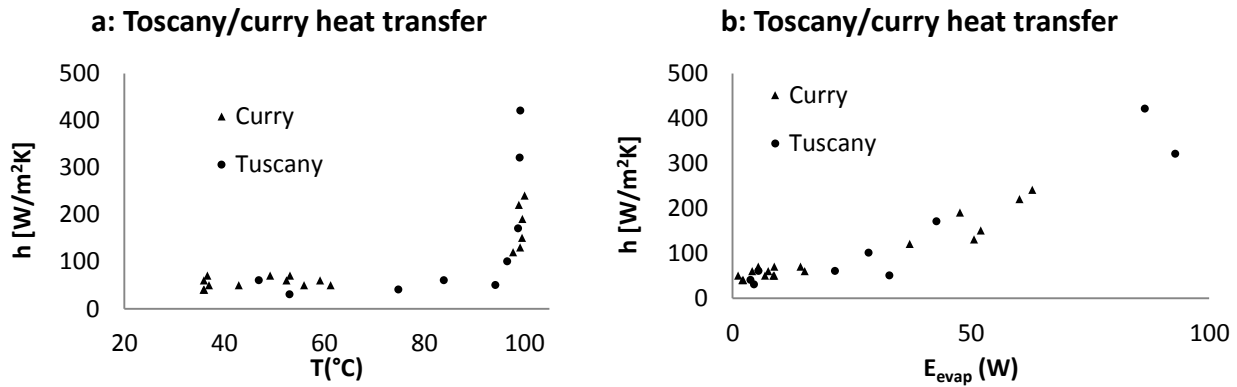 a: Toscany/curry heat transfer
500
400
300
200
100
0
h [W/m²K]
Curry
Tuscany
20
40
60
80
100
T(°C)
b: Toscany/curry heat transfer
500
400
300
200
100
0
h [W/m²K]
Curry
Tuscany
0
50
100
E_evap (W)